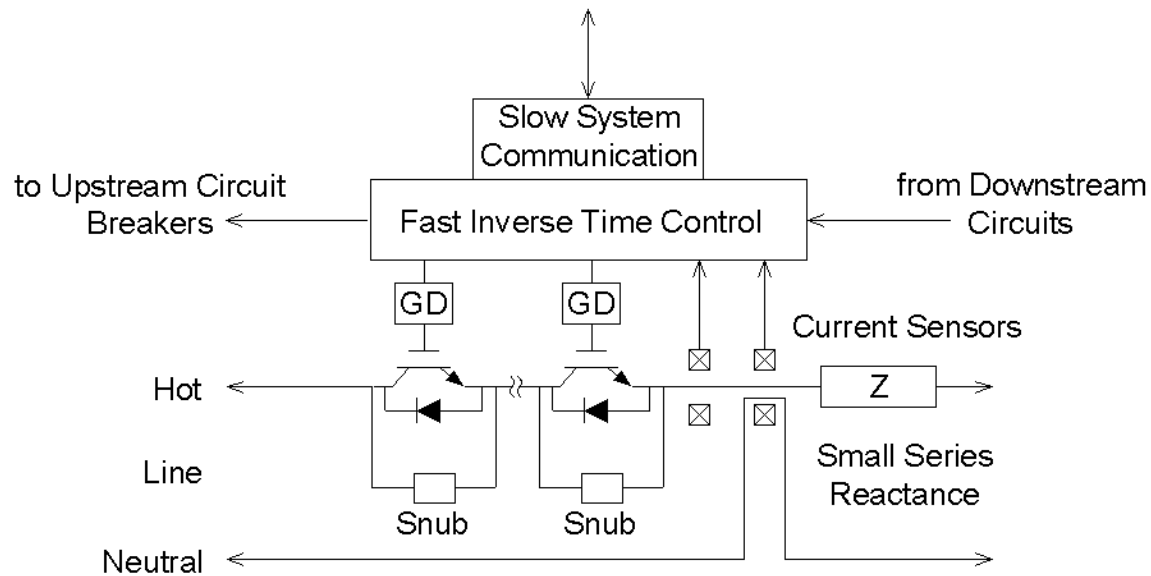 Slow System
Communication
to Upstream Circuit
Breakers
Fast Inverse Time Control
from Downstream
Circuits
GD
GD
Current Sensors
Hot
Z
Line
Small Series
Reactance
Snub
Snub
Neutral